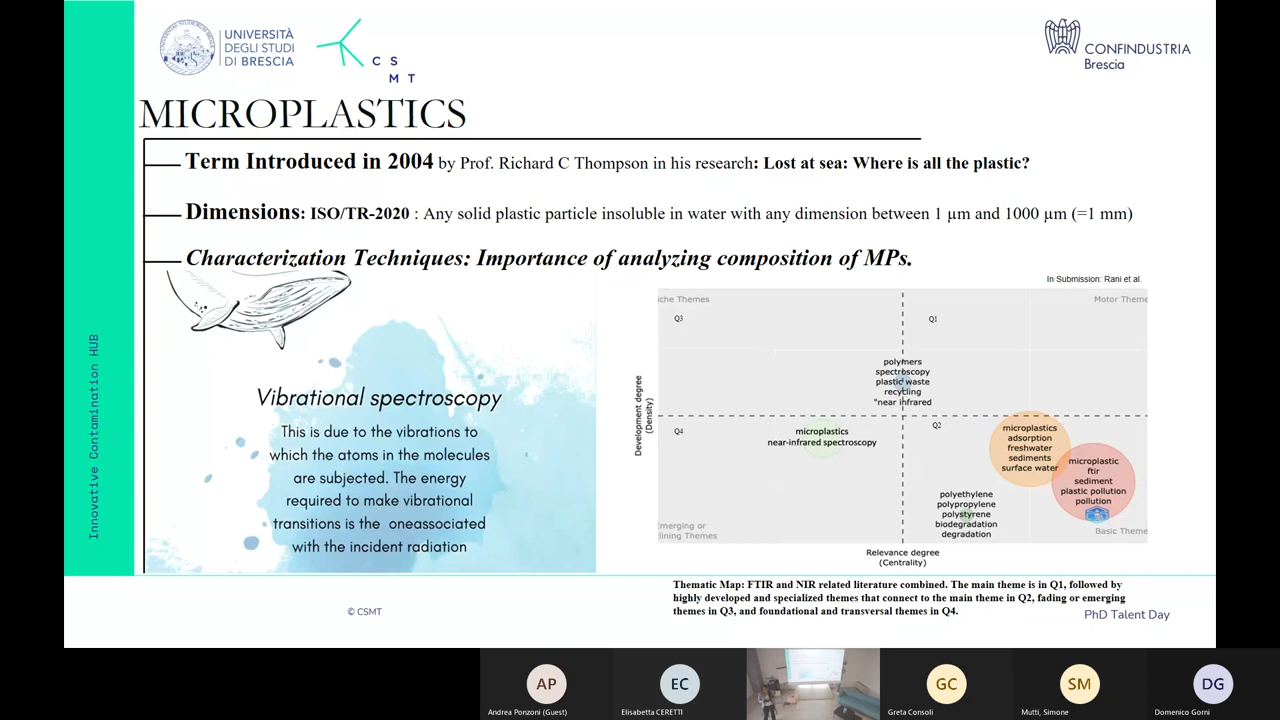 UNIVERSITÀ
DEGLI STUDI
DI BRESCIA
C S
M T
CONFINDUSTRIA
Brescia
MICROPLASTICS
Term Introduced in 2004 by Prof. Richard C Thompson in his research: Lost at sea: Where is all the plastic?
Dimensions: ISO/TR-2020 : Any solid plastic particle insoluble in water with any dimension between 1 µm and 1000 µm (=1 mm)
Characterization Techniques: Importance of analyzing composition of MPs.
Innovative Contamination HUB
Vibrational spectroscopy
This is due to the vibrations to
which the atoms in the molecules
are subjected. The energy
required to make vibrational
transitions is the oneassociated
with the incident radiation
In Submission: Rani et al.
iche Themes
Motor Theme
Q3
Q1
polymers
spectroscopy
plastic waste
recycling
"near infrared
Development degree
(Density)
Q4
Q2
microplastics
near-infrared spectroscopy
microplastics
adsorption
freshwater
sediments
surface water
microplastic
ftir
sediment
plastic pollution
pollution
polyethylene
polypropylene
polystyrene
biodegradation
degradation
Emerging or
lining Themes
Basic Theme
Relevance degree
(Centrality)
Thematic Map: FTIR and NIR related literature combined. The main theme is in Q1, followed by
highly developed and specialized themes that connect to the main theme in Q2, fading or emerging
themes in Q3, and foundational and transversal themes in Q4.
© CSMT
PhD Talent Day
AP
Andrea Ponzoni (Guest)
EC
Elisabetta CERETTI
GC
Greta Consoli
SM
Mutti, Simone
DG
Domenico Gorni